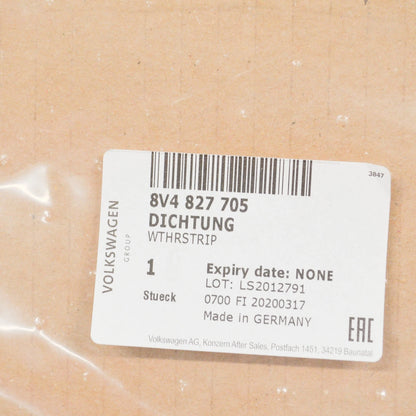 3847
8V4 827 705
DICHTUNG
WTHRSTRIP
VOLKSWAGEN
GROUP
1
Stueck
Expiry date: NONE
LOT: LS2012791
0700 FI 20200317
Made in GERMANY
EAC
Volkswagen AG, Konzern After Sales, Postfach 1451, 34219 Baunatal